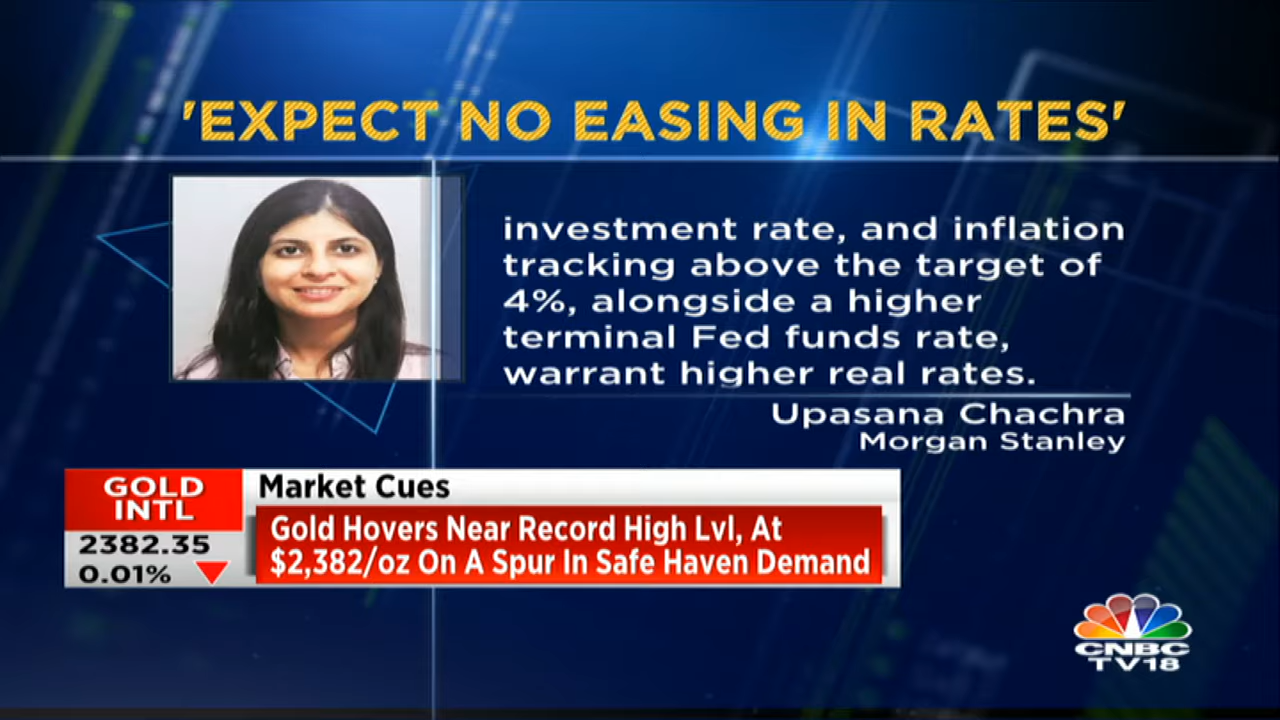 'EXPECT NO EASING IN RATES'
investment rate, and inflation
tracking above the target of
4%, alongside a higher
terminal Fed funds rate,
warrant higher real rates.
Upasana Chachra
Morgan Stanley
GOLD
INTL
2382.35
0.01%
Market Cues
Gold Hovers Near Record High Lvl, At
$2,382/oz On A Spur In Safe Haven Demand
CNBC
TV18